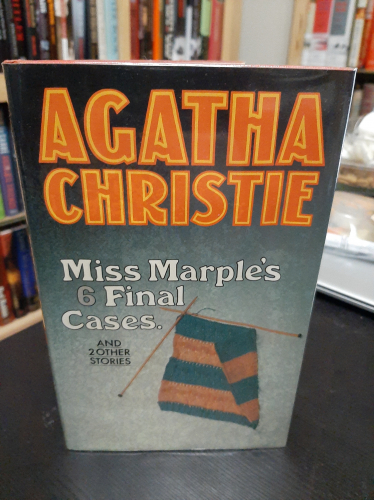 AGATHA
CHRISTIE
Miss Marple's
6 Final
Cases.
AND
2 OTHER
STORIES